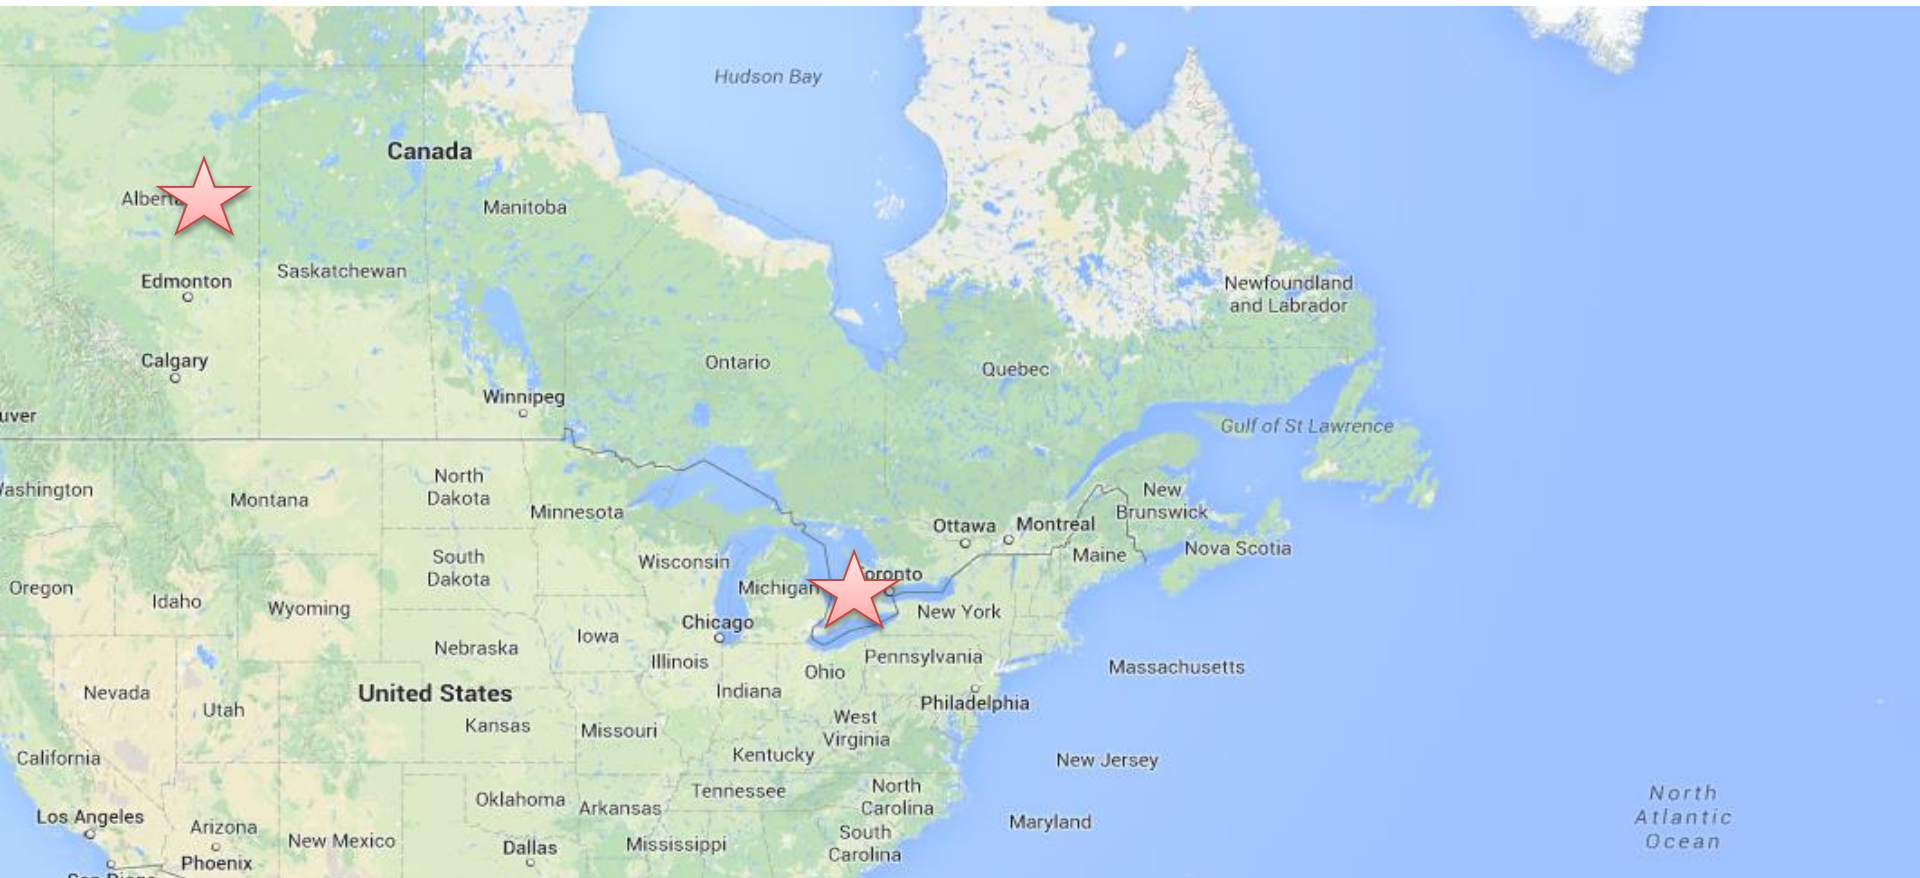 Hudson Bay
Canada
Albert
Manitoba
Saskatchewan
Edmonton
Newfoundland
and Labrador
Calgary
Ontario
Quebec
Winnipeg
uver
Gulf of St Lawrence
North
Dakota
ashington
Montana
Minnesota
New
Brunswick
Ottawa
Montreal
Nova Scotia
Maine
Wisconsin
South
Dakota
oronto
Michigan
Oregon
Idaho
Wyoming
New York
Chicago
Iowa
Nebraska
Illinois
Pennsylvania
Ohio
Massachusetts
Nevada
United States
Indiana
Utah
Philadelphia
Kansas
Missouri
West
Virginia
California
Kentucky
New Jersey
Tennessee
North
Carolina
Oklahoma
Arkansas
North
Atlantic
Ocean
Los Angeles
Arizona
New Mexico
Maryland
South
Carolina
Dallas
Mississippi
Phoenix